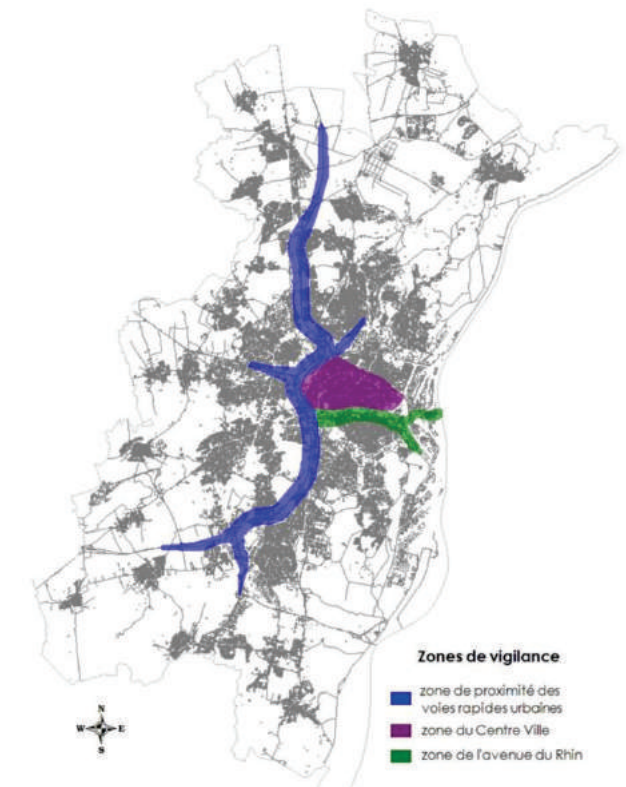 Zones de vigilance
zone de proximité des
voies rapides urbaines
zone du Centre Ville
zone de l'avenue du Rhin
N
W E
S